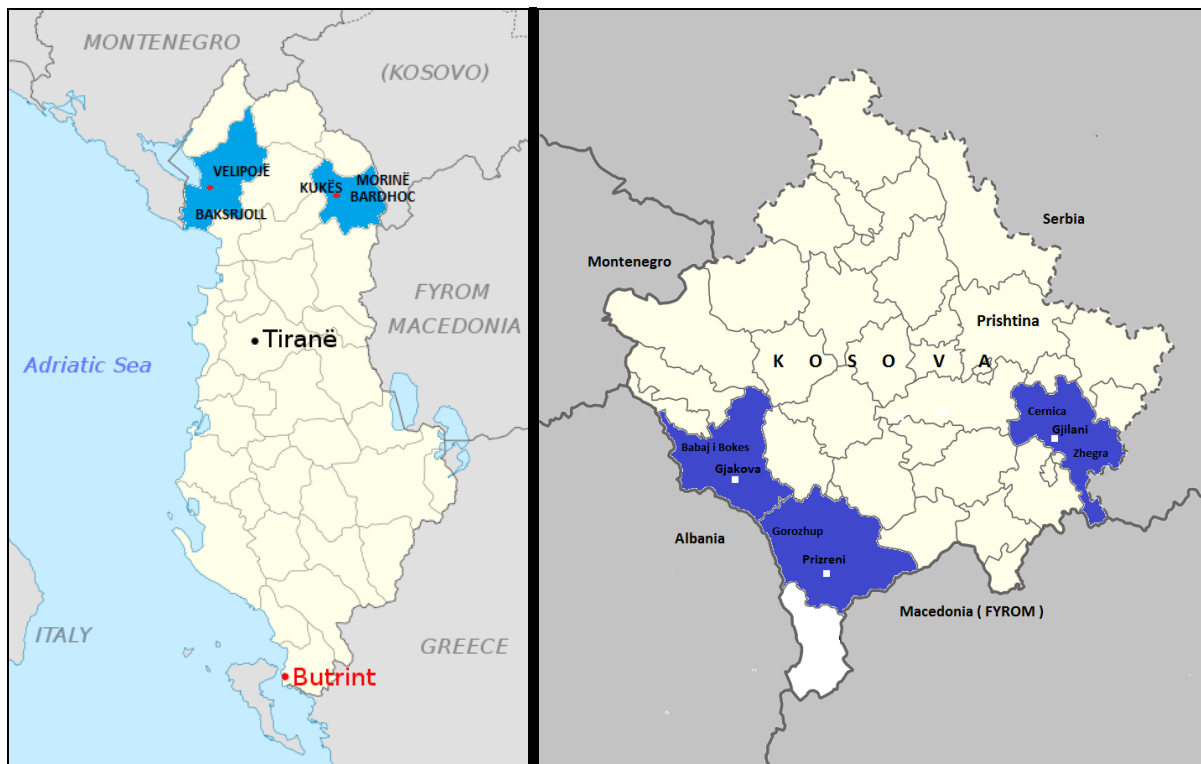 MONTENEGRO
(KOSOVO)
VELIPOJË
KUKËS
MORINË
BARDHOC
BAKSRJOLL
FYROM
MACEDONIA
Tiranë
Adriatic Sea
ITALY
GREECE
Butrint
Serbia
Montenegro
Prishtina
K O S O V A
Cernica
Gjilani
Zhegra
Babaj i Bokes
Gjakova
Gorozhup
Albania
Prizreni
Macedonia ( FYROM )